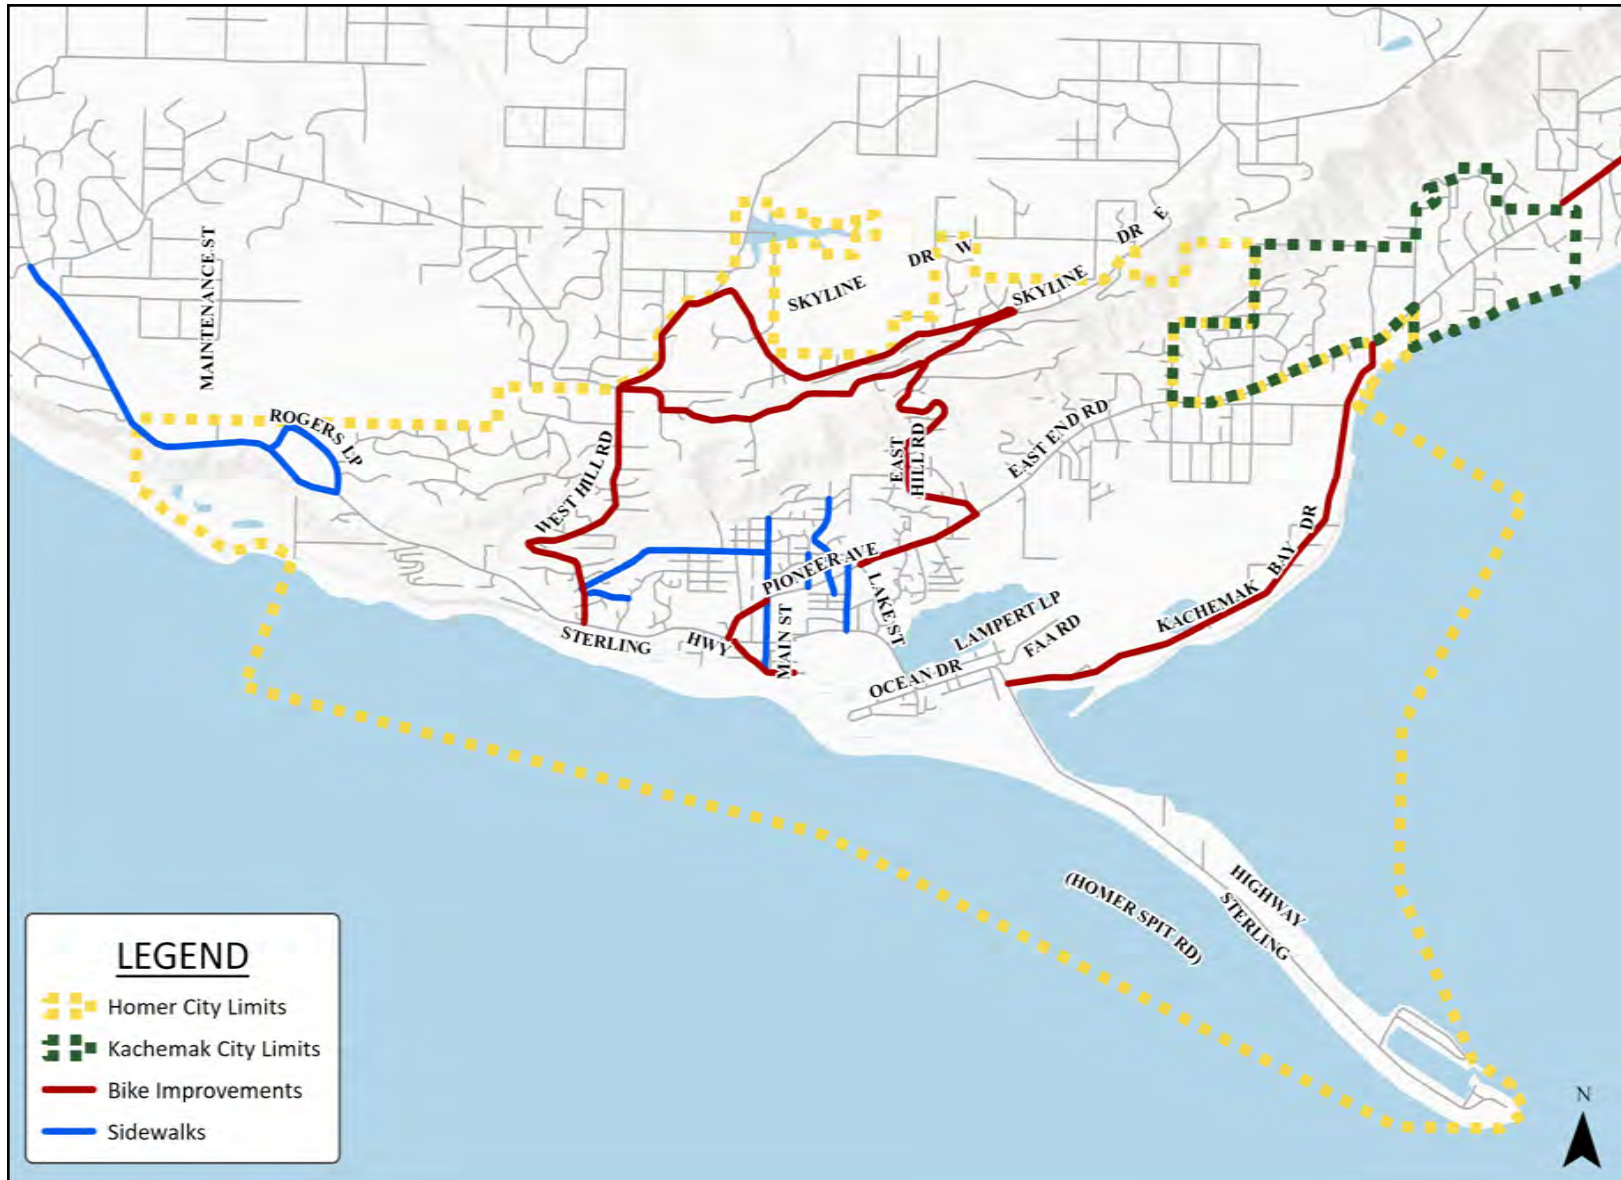 MAINTENANCE ST
ROGERS LP
SKYLINE
DR W
SKYLINE
DR E
WEST HILL RD
EAST
HILL RD
EAST END RD
PIONEER AVE
LAKE ST
MAIN ST
STERLING
HWY
LAMPERT LP
FAA RD
OCEAN DR
KACHEMAK
BAY
DR
HIGHWAY
STERLING
(HOMER SPIT RD)
LEGEND
Homer City Limits
Kachemak City Limits
Bike Improvements
Sidewalks
N